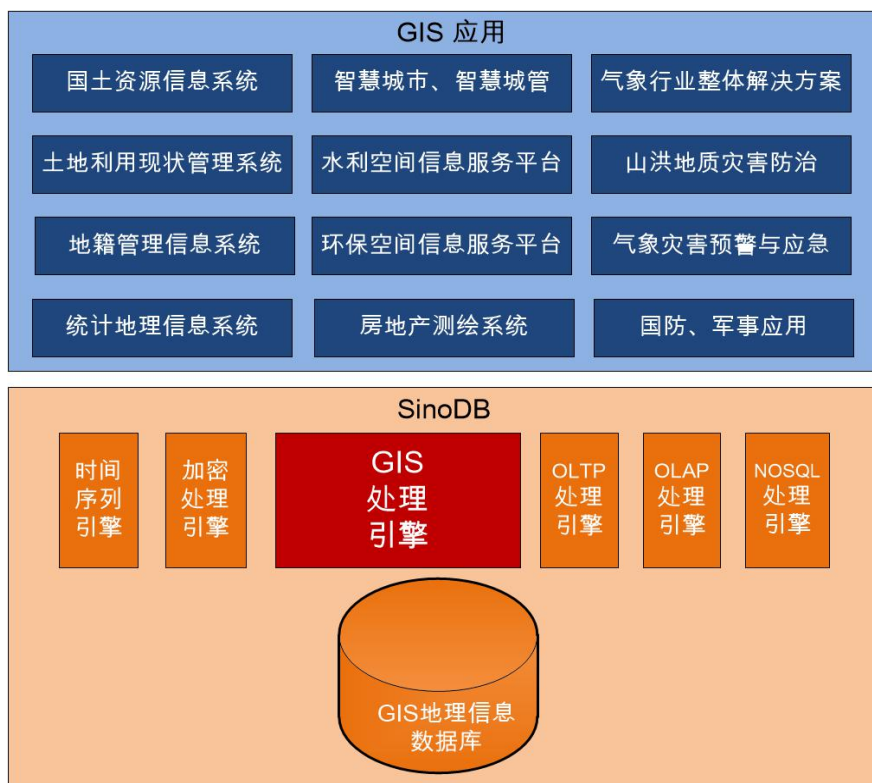 GIS 应用
国土资源信息系统
智慧城市、智慧城管
气象行业整体解决方案
土地利用现状管理系统
水利空间信息服务平台
山洪地质灾害防治
地籍管理信息系统
环保空间信息服务平台
气象灾害预警与应急
统计地理信息系统
房地产测绘系统
国防、军事应用
SinoDB
时间
序列
引擎
加密
处理
引擎
GIS
处理
引擎
OLTP
处理
引擎
OLAP
处理
引擎
NOSQL
处理
引擎
GIS地理信息
数据库